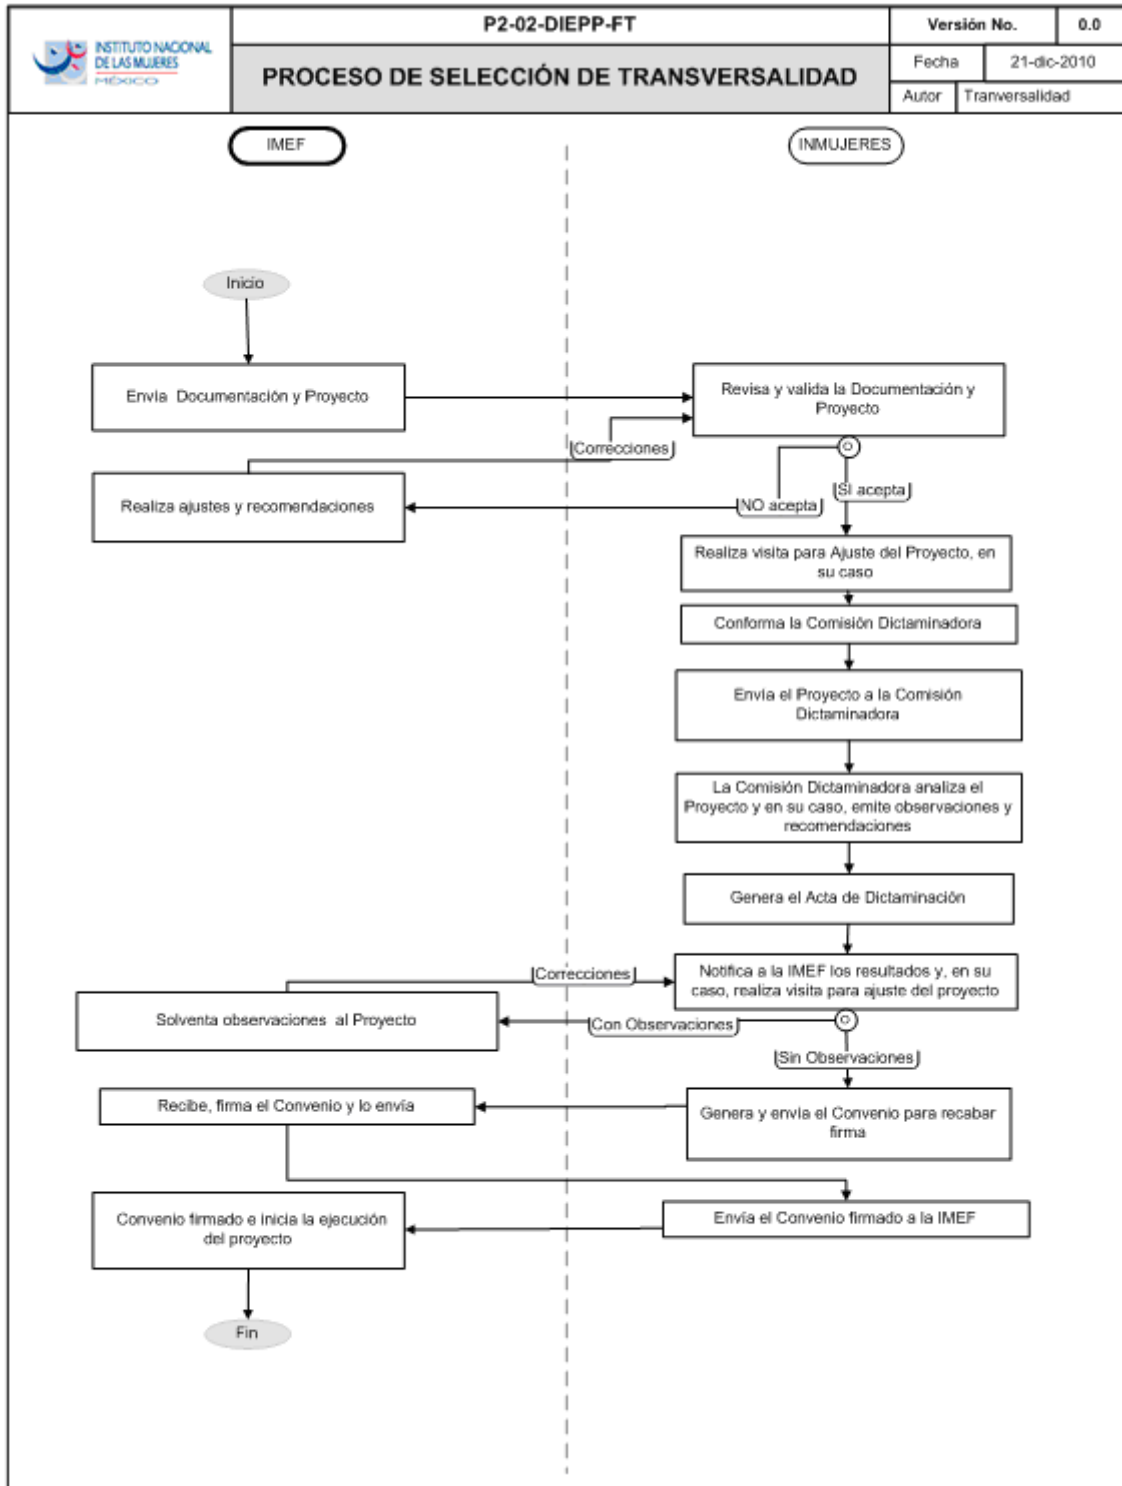 INSTITUTO NACIONAL
DE LAS MUJERES
MÉXICO
P2-02-DIEPP-FT
PROCESO DE SELECCIÓN DE TRANSVERSALIDAD
Versión No.
0.0
Fecha
21-dic-2010
Autor
Tranversalidad
IMEF
INMUJERES
Inicio
Envía Documentación y Proyecto
Revisa y valida la Documentación y
Proyecto
Correcciones
Realiza ajustes y recomendaciones
NO acepta
SI acepta
Realiza visita para Ajuste del Proyecto, en
su caso
Conforma la Comisión Dictaminadora
Envía el Proyecto a la Comisión
Dictaminadora
La Comisión Dictaminadora analiza el
Proyecto y en su caso, emite observaciones y
recomendaciones
Genera el Acta de Dictaminación
Notifica a la IMEF los resultados y, en su
caso, realiza visita para ajuste del proyecto
Correcciones
Solventa observaciones al Proyecto
Con Observaciones
Sin Observaciones
Recibe, firma el Convenio y lo envía
Genera y envía el Convenio para recabar
firma
Convenio firmado e inicia la ejecución
del proyecto
Envía el Convenio firmado a la IMEF
Fin